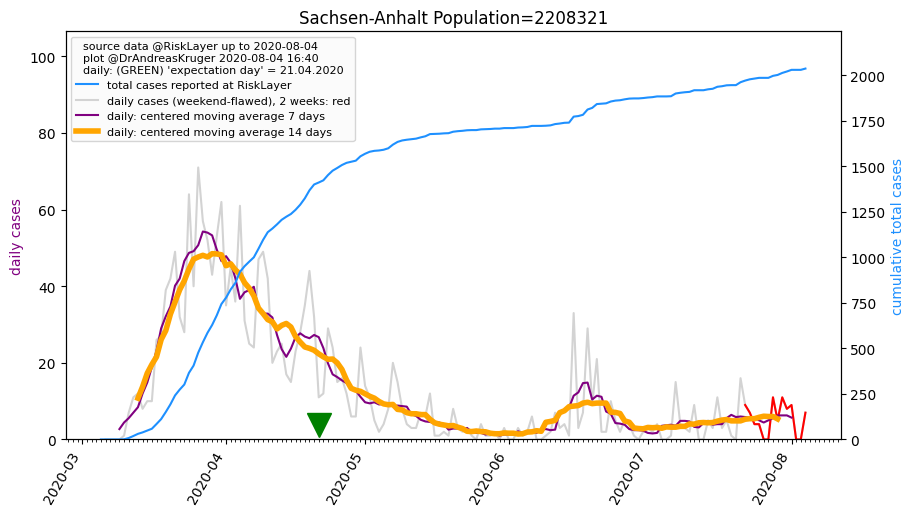 Sachsen-Anhalt Population=2208321
source data @RiskLayer up to 2020-08-04
plot @DrAndreasKruger 2020-08-04 16:40
daily: (GREEN) 'expectation day' = 21.04.2020
total cases reported at RiskLayer
daily cases (weekend-flawed), 2 weeks: red
daily: centered moving average 7 days
daily: centered moving average 14 days
daily cases
100
80
60
40
20
0
cumulative total cases
2000
1750
1500
1250
1000
750
500
250
0
2020-03
2020-04
2020-05
2020-06
2020-07
2020-08